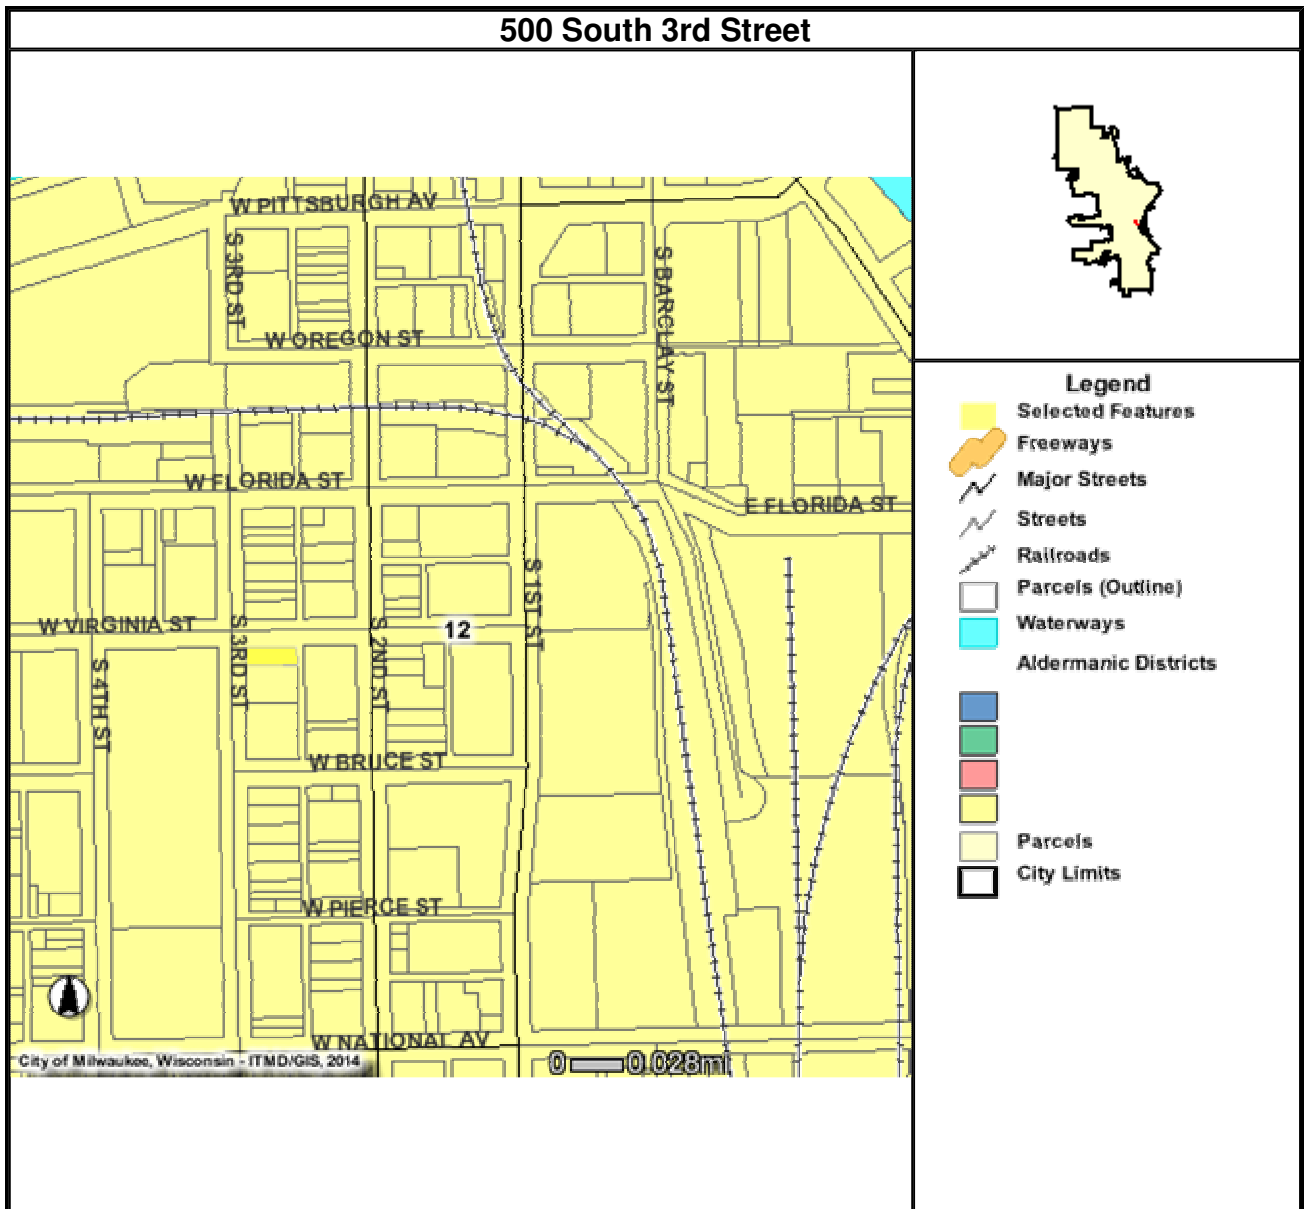 500 South 3rd Street
W PITTSBURGH AV
S 3RD ST
S BARCLAY ST
W OREGON ST
W FLORIDA ST
E FLORIDA ST
S 1ST ST
W VIRGINIA ST
S 3RD ST
S 2ND ST
12
S 4TH ST
W BRUCE ST
W PIERCE ST
W NATIONAL AV
City of Milwaukee, Wisconsin - ITMD/GIS, 2014
0 0.028mi
Legend
Selected Features
Freeways
Major Streets
Streets
Railroads
Parcels (Outline)
Waterways
Aldermanic Districts
Parcels
City Limits